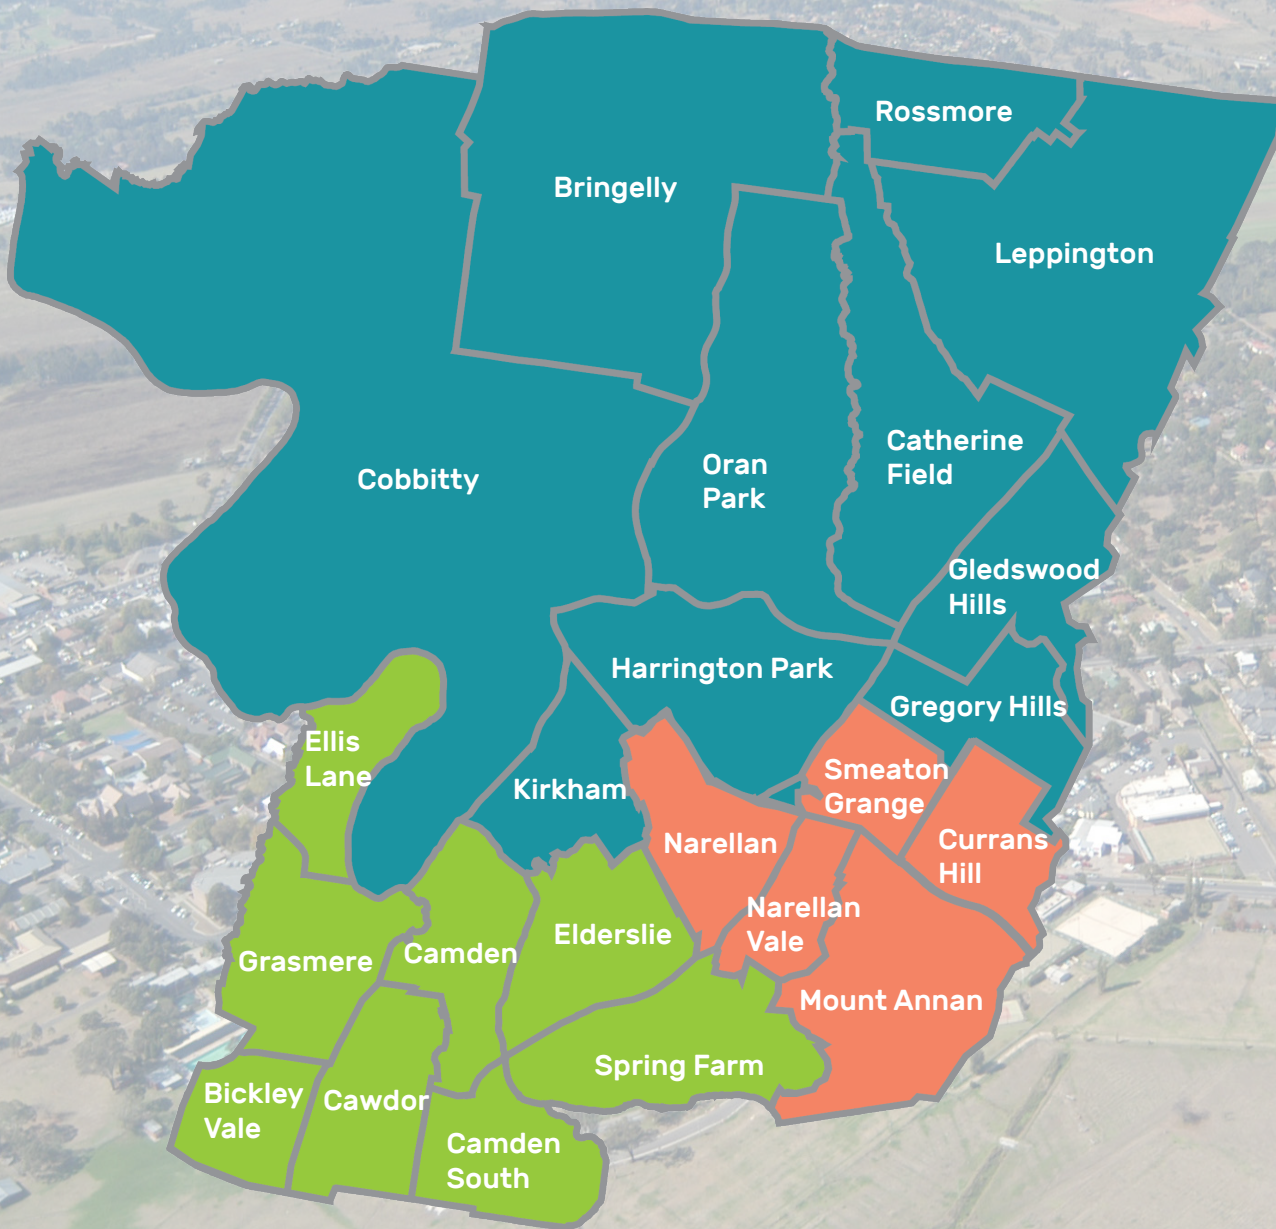 Rossmore
Bringelly
Leppington
Catherine
Field
Oran
Park
Cobbitty
Gledswood
Hills
Harrington Park
Gregory Hills
Ellis
Lane
Smeaton
Grange
Kirkham
Narellan
Currans
Hill
Narellan
Vale
Elderslie
Camden
Grasmere
Mount Annan
Spring Farm
Bickley
Vale
Cawdor
Camden
South